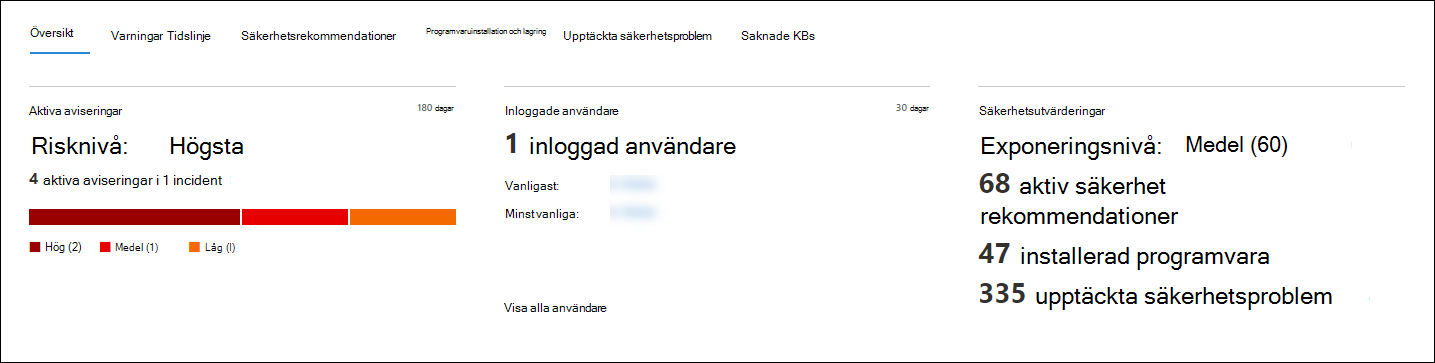 Översikt
Varningar Tidslinje
Säkerhetsrekommendationer
Programvaruinstallation och lagring
Upptäckta säkerhetsproblem
Saknade KBs
Aktiva aviseringar
180 dagar
Risknivå: Högsta
4 aktiva aviseringar i 1 incident
Hög (2)
Medel (1)
Låg (l)
Inloggade användare
30 dagar
1 inloggad användare
Vanligast:
Minst vanliga:
Visa alla användare
Säkerhetsutvärderingar
Exponeringsnivå: Medel (60)
68 aktiv säkerhet
rekommendationer
47 installerad programvara
335 upptäckta säkerhetsproblem